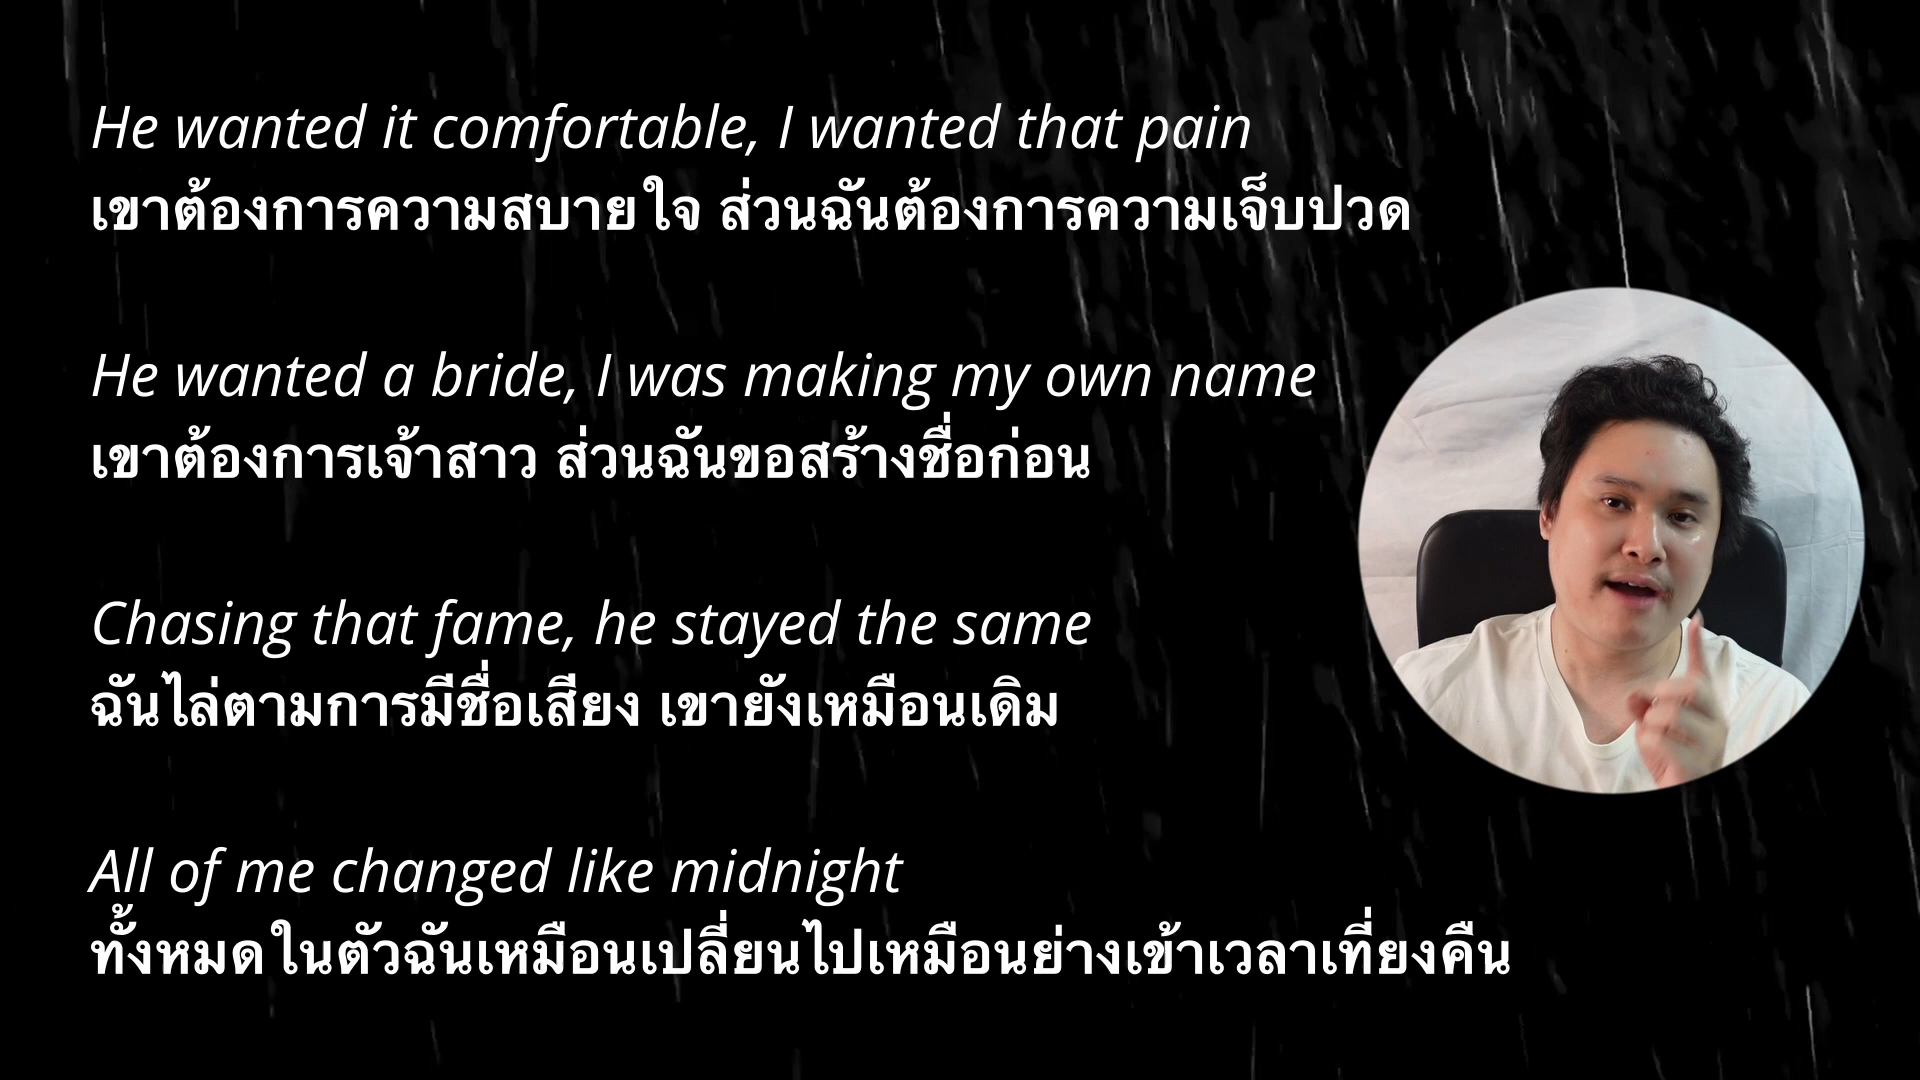 He wanted it comfortable, I wanted that pain
เขาต้องการความสบายใจ ส่วนฉันต้องการความเจ็บปวด
He wanted a bride, I was making my own name
เขาต้องการเจ้าสาว ส่วนฉันขอสร้างชื่อก่อน
Chasing that fame, he stayed the same
ฉันไล่ตามการมีชื่อเสียง เขายังเหมือนเดิม
All of me changed like midnight
ทั้งหมดในตัวฉันเหมือนเปลี่ยนไปเหมือนย่างเข้าเวลาเที่ยงคืน